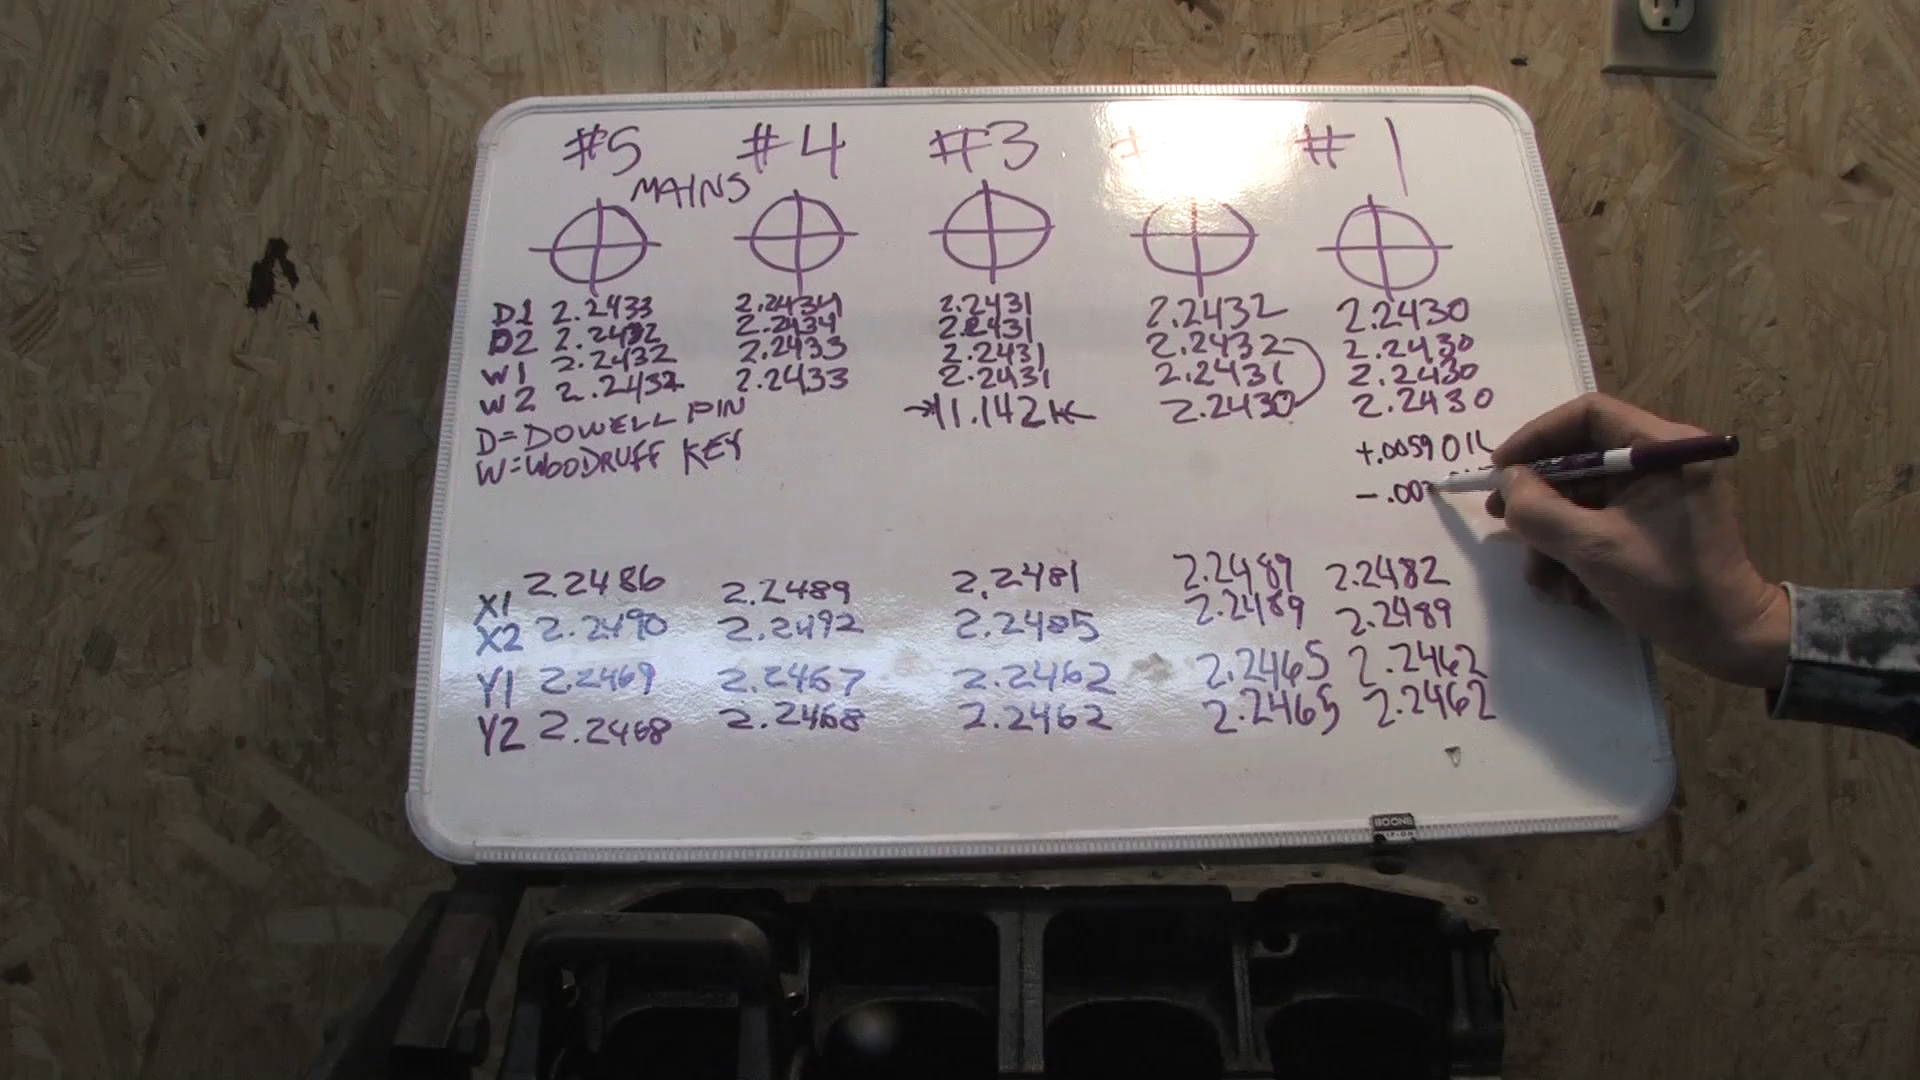 #5 #4 #3 # #1
MAINS
D1 2.2433 2.2434 2.2431 2.2432 2.2430
D2 2.2432 2.2434 2.2431 2.2432 2.2430
W1 2.2432 2.2433 2.2431 2.2431 2.2430
W2 2.2432 2.2433 2.2431 2.2430 2.2430
D=DOWELL PIN
1.142
W=WOODRUFF KEY
+.0059 OIL
-.00
X1 2.2486 2.2489 2.2481 2.2489 2.2482
X2 2.2490 2.2492 2.2485 2.2489 2.2489
Y1 2.2469 2.2467 2.2462 2.2465 2.2462
Y2 2.2468 2.2468 2.2462 2.2465 2.2462
BOONE